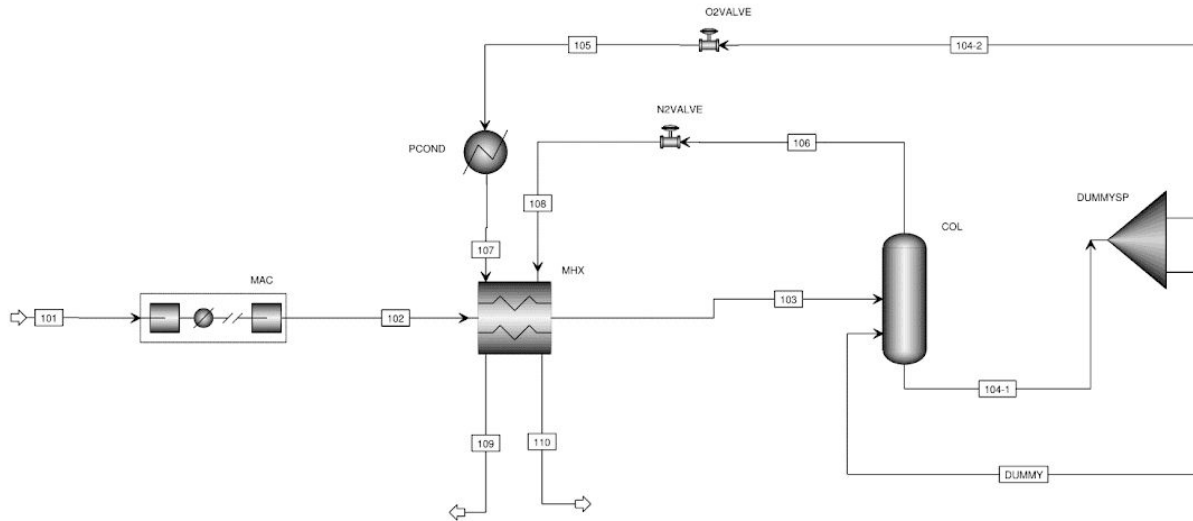 O2VALVE
105
104-2
N2VALVE
106
PCOND
108
DUMMYSP
COL
107
MHX
MAC
103
101
102
104-1
109
110
DUMMY